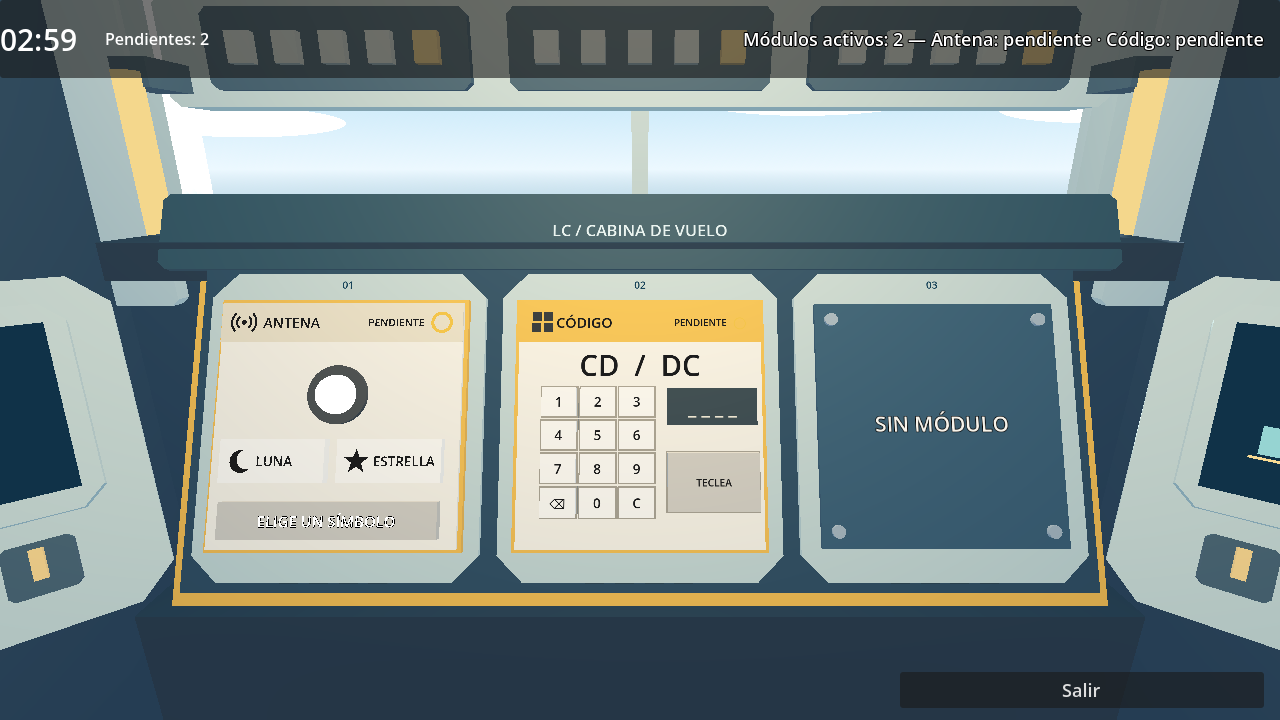 02:59
Pendientes: 2
Módulos activos: 2 — Antena: pendiente · Código: pendiente
LC / CABINA DE VUELO
01
ANTENA
PENDIENTE
LUNA
ESTRELLA
ELIGE UN SÍMBOLO
02
CÓDIGO
PENDIENTE
CD / DC
1 2 3
_ _ _ _
4 5 6
7 8 9
TECLEA
⌫ 0 C
03
SIN MÓDULO
Salir